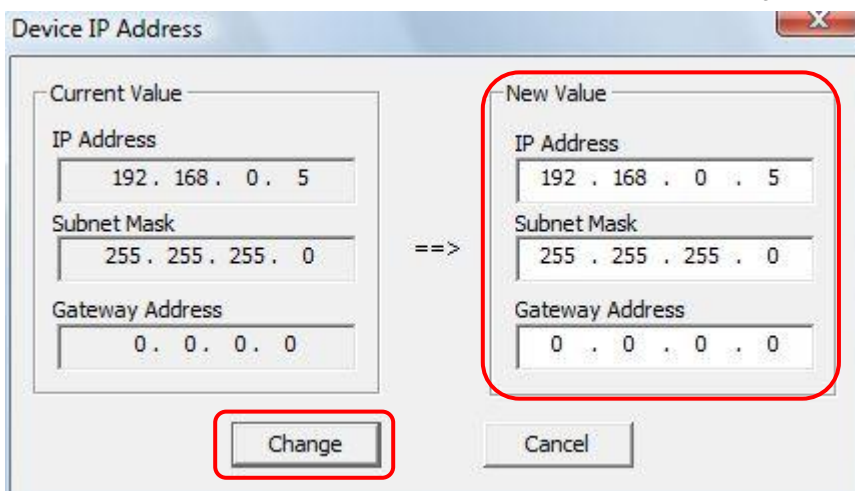 Device IP Address
Current Value
IP Address
192. 168. 0. 5
Subnet Mask
255. 255. 255. 0
Gateway Address
0. 0. 0. 0
==>
New Value
IP Address
192 . 168 . 0 . 5
Subnet Mask
255 . 255 . 255 . 0
Gateway Address
0 . 0 . 0 . 0
Change
Cancel